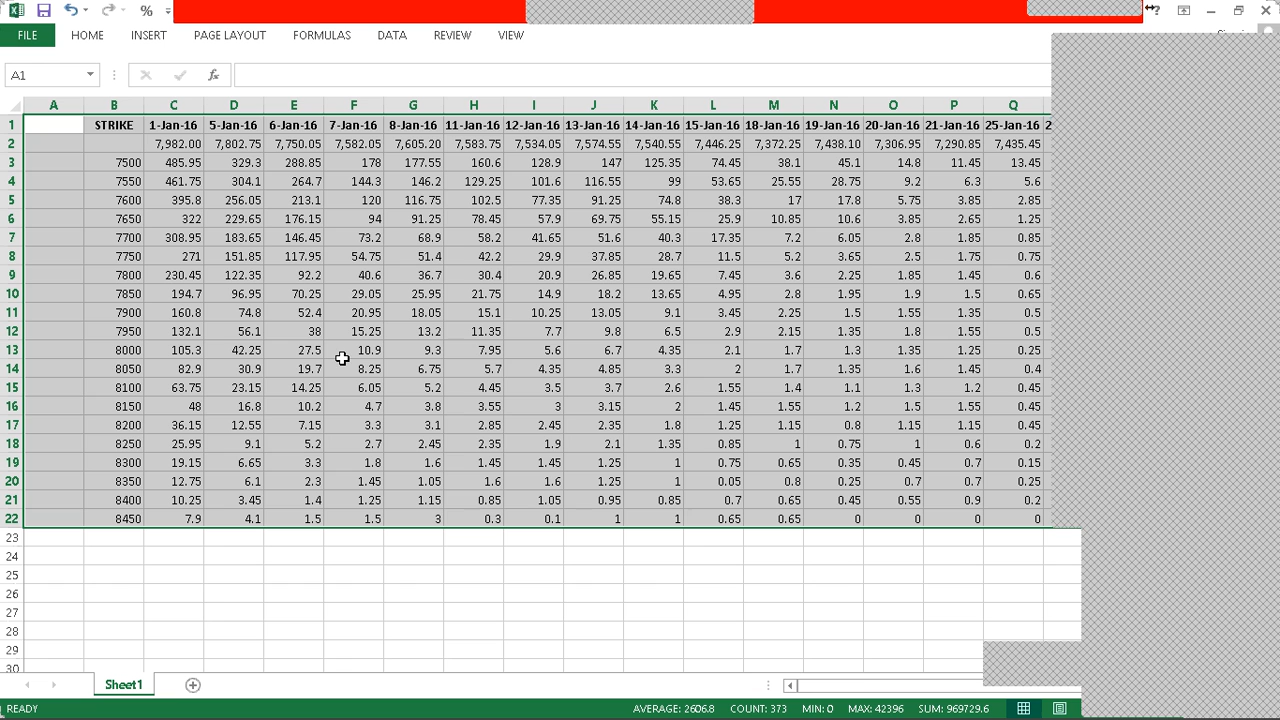 %
FILE HOME INSERT PAGE LAYOUT FORMULAS DATA REVIEW VIEW
A1 fx
A B C D E F G H I J K L M N O P Q
1 STRIKE 1-Jan-16 5-Jan-16 6-Jan-16 7-Jan-16 8-Jan-16 11-Jan-16 12-Jan-16 13-Jan-16 14-Jan-16 15-Jan-16 18-Jan-16 19-Jan-16 20-Jan-16 21-Jan-16 25-Jan-16 2
2 7,982.00 7,802.75 7,750.05 7,582.05 7,605.20 7,583.75 7,534.05 7,574.55 7,540.55 7,446.25 7,372.25 7,438.10 7,306.95 7,290.85 7,435.45
3 7500 485.95 329.3 288.85 178 177.55 160.6 128.9 147 125.35 74.45 38.1 45.1 14.8 11.45 13.45
4 7550 461.75 304.1 264.7 144.3 146.2 129.25 101.6 116.55 99 53.65 25.55 28.75 9.2 6.3 5.6
5 7600 395.8 256.05 213.1 120 116.75 102.5 77.35 91.25 74.8 38.3 17 17.8 5.75 3.85 2.85
6 7650 322 229.65 176.15 94 91.25 78.45 57.9 69.75 55.15 25.9 10.85 10.6 3.85 2.65 1.25
7 7700 308.95 183.65 146.45 73.2 68.9 58.2 41.65 51.6 40.3 17.35 7.2 6.05 2.8 1.85 0.85
8 7750 271 151.85 117.95 54.75 51.4 42.2 29.9 37.85 28.7 11.5 5.2 3.65 2.5 1.75 0.75
9 7800 230.45 122.35 92.2 40.6 36.7 30.4 20.9 26.85 19.65 7.45 3.6 2.25 1.85 1.45 0.6
10 7850 194.7 96.95 70.25 29.05 25.95 21.75 14.9 18.2 13.65 4.95 2.8 1.95 1.9 1.5 0.65
11 7900 160.8 74.8 52.4 20.95 18.05 15.1 10.25 13.05 9.1 3.45 2.25 1.5 1.55 1.35 0.5
12 7950 132.1 56.1 38 15.25 13.2 11.35 7.7 9.8 6.5 2.9 2.15 1.35 1.8 1.55 0.5
13 8000 105.3 42.25 27.5 10.9 9.3 7.95 5.6 6.7 4.35 2.1 1.7 1.3 1.35 1.25 0.25
14 8050 82.9 30.9 19.7 8.25 6.75 5.7 4.35 4.85 3.3 2 1.7 1.35 1.6 1.45 0.4
15 8100 63.75 23.15 14.25 6.05 5.2 4.45 3.5 3.7 2.6 1.55 1.4 1.1 1.3 1.2 0.45
16 8150 48 16.8 10.2 4.7 3.8 3.55 3 3.15 2 1.45 1.55 1.2 1.5 1.55 0.45
17 8200 36.15 12.55 7.15 3.3 3.1 2.85 2.45 2.35 1.8 1.25 1.15 0.8 1.15 1.15 0.45
18 8250 25.95 9.1 5.2 2.7 2.45 2.35 1.9 2.1 1.35 0.85 1 0.75 1 0.6 0.2
19 8300 19.15 6.65 3.3 1.8 1.6 1.45 1.45 1.25 1 0.75 0.65 0.35 0.45 0.7 0.15
20 8350 12.75 6.1 2.3 1.45 1.05 1.6 1.6 1.25 1 0.05 0.8 0.25 0.7 0.7 0.25
21 8400 10.25 3.45 1.4 1.25 1.15 0.85 1.05 0.95 0.85 0.7 0.65 0.45 0.55 0.9 0.2
22 8450 7.9 4.1 1.5 1.5 3 0.3 0.1 1 1 0.65 0.65 0 0 0 0
23
24
25
26
27
28
29
30
Sheet1
READY AVERAGE: 2606.8 COUNT: 373 MIN: 0 MAX: 42396 SUM: 969729.6